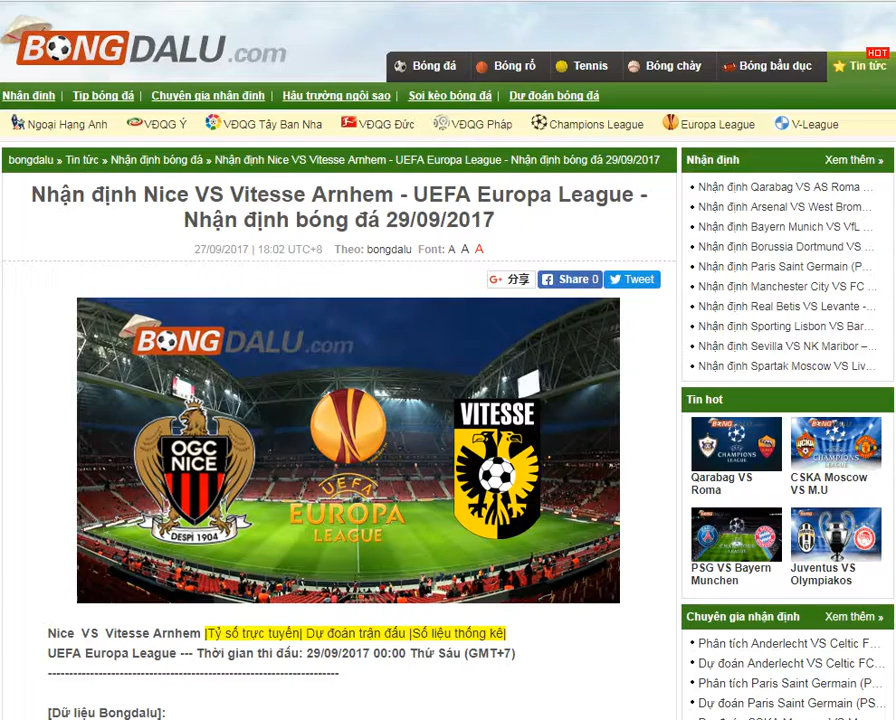 BONGDALU.com
Bóng đá
Bóng rổ
Tennis
Bóng chày
Bóng bầu dục
HOT
Tin tức
Nhận định | Tip bóng đá | Chuyên gia nhận định | Hậu trường ngôi sao | Soi kèo bóng đá | Dự đoán bóng đá
Ngoại Hạng Anh VĐQG Ý VĐQG Tây Ban Nha VĐQG Đức VĐQG Pháp Champions League Europa League V-League
bongdalu » Tin tức » Nhận định bóng đá » Nhận định Nice VS Vitesse Arnhem - UEFA Europa League - Nhận định bóng đá 29/09/2017
Nhận định Nice VS Vitesse Arnhem - UEFA Europa League -
Nhận định bóng đá 29/09/2017
27/09/2017 | 18:02 UTC+8 Theo: bongdalu Font: A A A
G+ 分享 Share 0 Tweet
BONGDALU.com
OGC
NICE
DESPI 1904
UEFA
EUROPA
LEAGUE
VITESSE
Nice VS Vitesse Arnhem |Tỷ số trực tuyến| Dự đoán trận đấu |Số liệu thống kê|
UEFA Europa League --- Thời gian thi đấu: 29/09/2017 00:00 Thứ Sáu (GMT+7)
---------------------------------------------------------------------
[Dữ liệu Bongdalu]:
Nhận định Xem thêm »
Nhận định Qarabag VS AS Roma ...
Nhận định Arsenal VS West Brom...
Nhận định Bayern Munich VS VfL ...
Nhận định Borussia Dortmund VS ...
Nhận định Paris Saint Germain (P...
Nhận định Manchester City VS FC ...
Nhận định Real Betis VS Levante -...
Nhận định Sporting Lisbon VS Bar...
Nhận định Sevilla VS NK Maribor –...
Nhận định Spartak Moscow VS Liv...
Tin hot
CHAMPIONS
LEAGUE
Qarabag VS
Roma
CHAMPIONS
CSKA Moscow
VS M.U
CHAMPIONS
LEAGUE
PSG VS Bayern
Munchen
Juventus VS
Olympiakos
Chuyên gia nhận định Xem thêm »
Phân tích Anderlecht VS Celtic F...
Dự đoán Anderlecht VS Celtic FC...
Phân tích Paris Saint Germain (P...
Dự đoán Paris Saint Germain (PS...